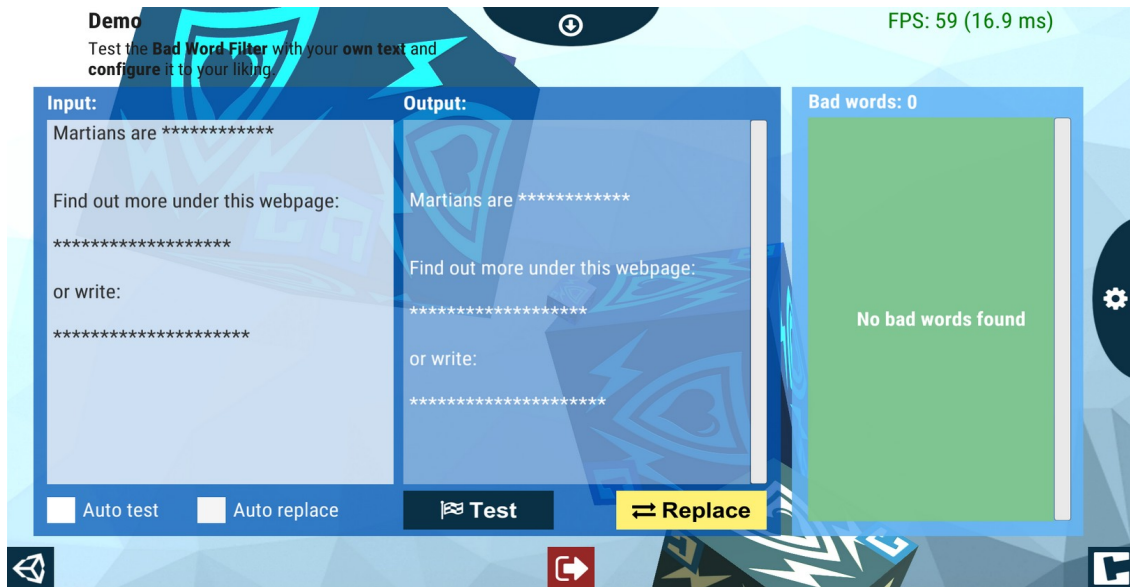 Demo
Test the Bad Word Filter with your own text and
configure it to your liking.
FPS: 59 (16.9 ms)
Input:
Martians are ************
Find out more under this webpage:
*******************
or write:
*********************
Output:
Martians are ************
Find out more under this webpage:
*******************
or write:
*********************
Bad words: 0
No bad words found
Auto test
Auto replace
Test
Replace